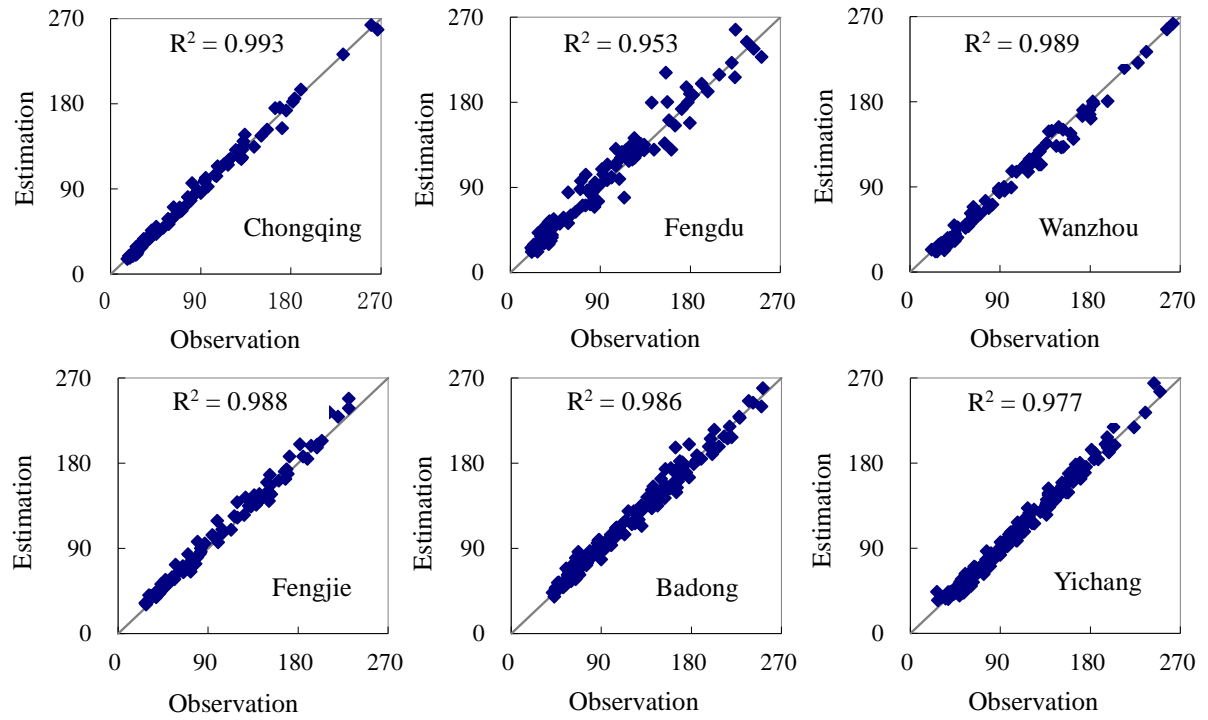 270
180
90
0
0
90
180
270
Estimation
Observation
R² = 0.993
Chongqing
270
180
90
0
0
90
180
270
Estimation
Observation
R² = 0.953
Fengdu
270
180
90
0
0
90
180
270
Estimation
Observation
R² = 0.989
Wanzhou
270
180
90
0
0
90
180
270
Estimation
Observation
R² = 0.988
Fengjie
270
180
90
0
0
90
180
270
Estimation
Observation
R² = 0.986
Badong
270
180
90
0
0
90
180
270
Estimation
Observation
R² = 0.977
Yichang